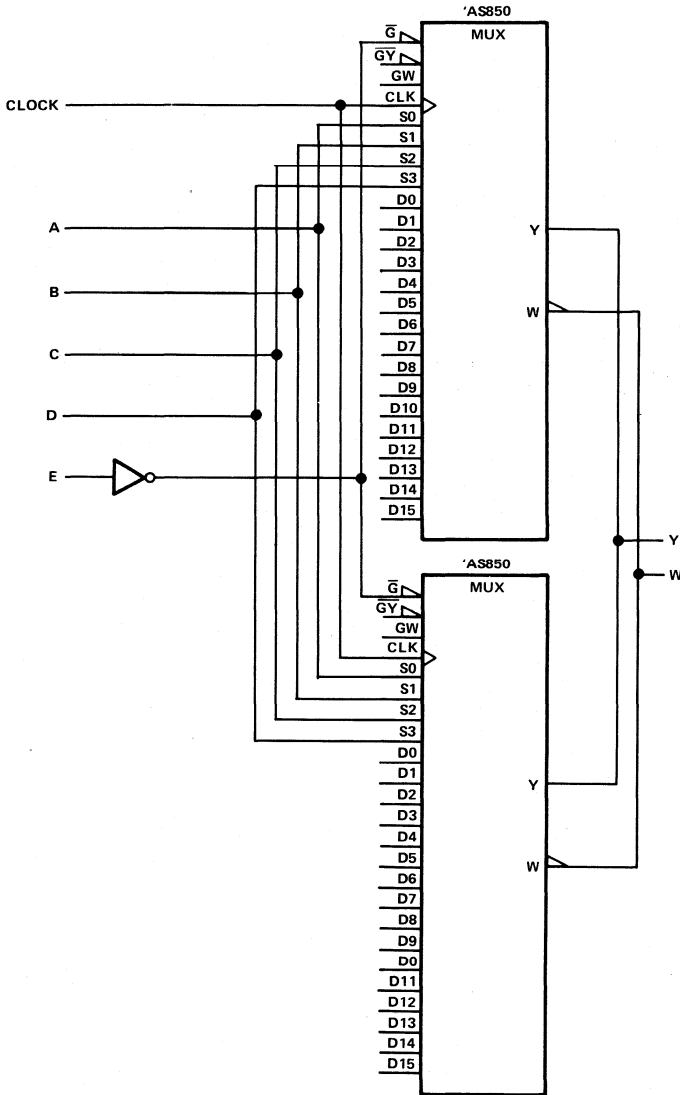 'AS850
MUX
G̅
G̅Y̅
GW
CLK
S0
S1
S2
S3
D0
D1
D2
D3
D4
D5
D6
D7
D8
D9
D10
D11
D12
D13
D14
D15
Y
W
CLOCK
A
B
C
D
E
Y
W
'AS850
MUX
G̅
G̅Y̅
GW
CLK
S0
S1
S2
S3
D0
D1
D2
D3
D4
D5
D6
D7
D8
D9
D0
D11
D12
D13
D14
D15
Y
W